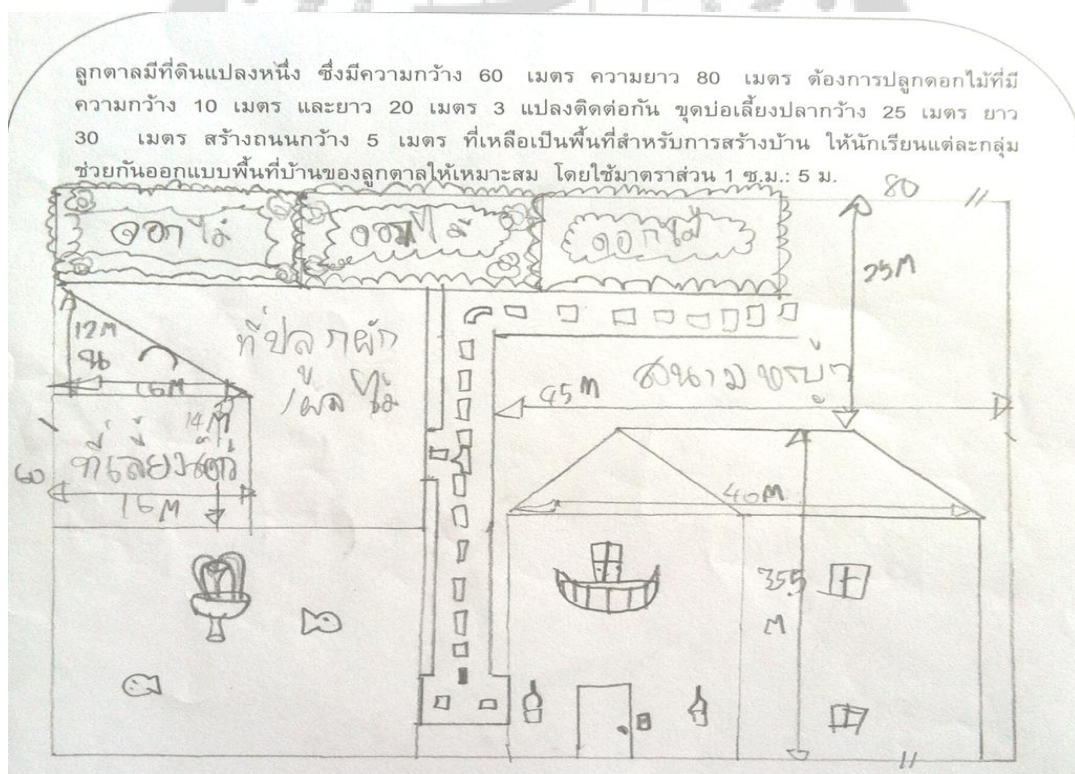 ลูกตาลมีที่ดินแปลงหนึ่ง ซึ่งมีความกว้าง 60 เมตร ความยาว 80 เมตร ต้องการปลูกดอกไม้ที่มี
ความกว้าง 10 เมตร และยาว 20 เมตร 3 แปลงติดต่อกัน ขุดบ่อเลี้ยงปลากว้าง 25 เมตร ยาว
30 เมตร สร้างถนนกว้าง 5 เมตร ที่เหลือเป็นพื้นที่สำหรับการสร้างบ้าน ให้นักเรียนแต่ละกลุ่ม
ช่วยกันออกแบบพื้นที่บ้านของลูกตาลให้เหมาะสม โดยใช้มาตราส่วน 1 ซ.ม.: 5 ม.
80
ดอกไม้ ดอกไม้ ดอกไม้
25M
12M
ที่ปลูกผัก
ผลไม้
16M
สนามหญ้า
45M
14M
60
ที่เลี้ยงสัตว์
16M
40M
35.5
M